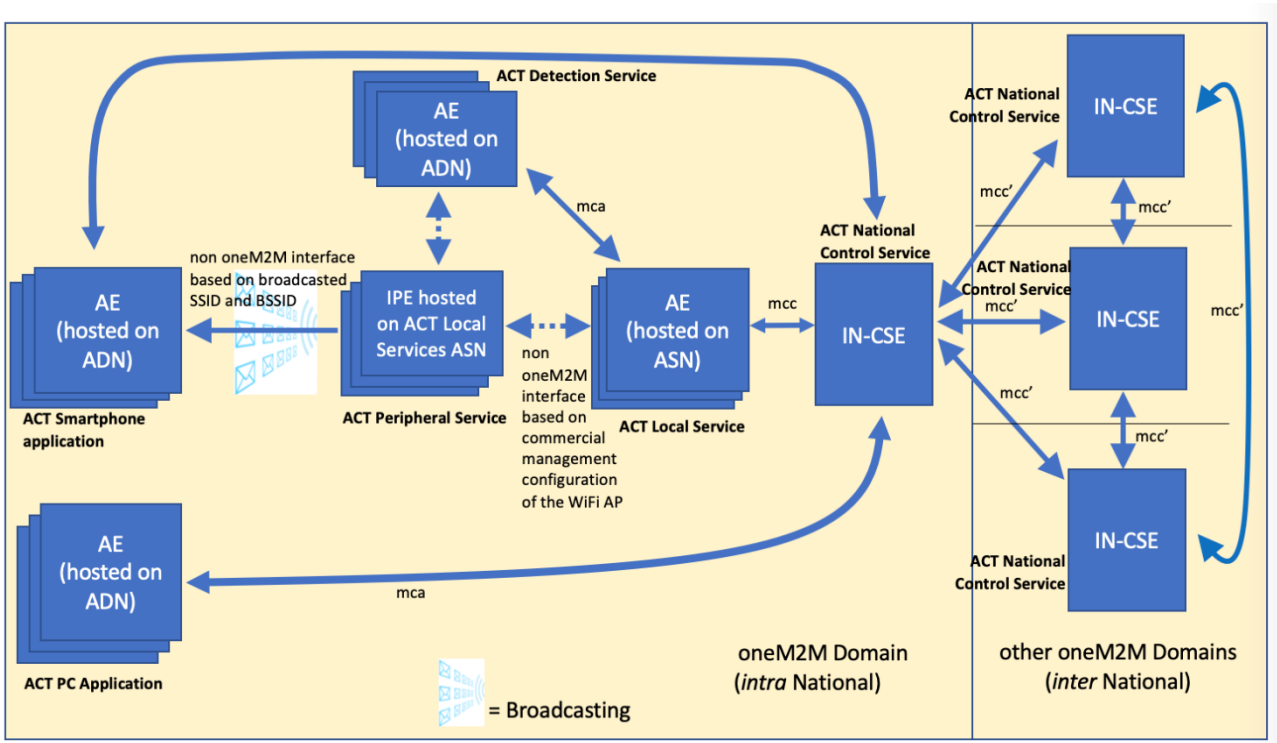 ACT Detection Service
AE
(hosted on
ADN)
mca
ACT National
Control Service
IN-CSE
mcc’
mcc’
ACT National
Control Service
IN-CSE
mcc
non oneM2M interface
based on broadcasted
SSID and BSSID
AE
(hosted on
ADN)
ACT Smartphone
application
IPE hosted
on ACT Local
Services ASN
ACT Peripheral Service
non
oneM2M
interface
based on
commercial
management
configuration
of the WiFi AP
AE
(hosted on
ASN)
ACT Local Service
ACT National
Control Service
mcc’
IN-CSE
mcc’
mcc’
mcc’
AE
(hosted on
ADN)
ACT PC Application
mca
IN-CSE
ACT National
Control Service
oneM2M Domain
(intra National)
other oneM2M Domains
(inter National)
= Broadcasting